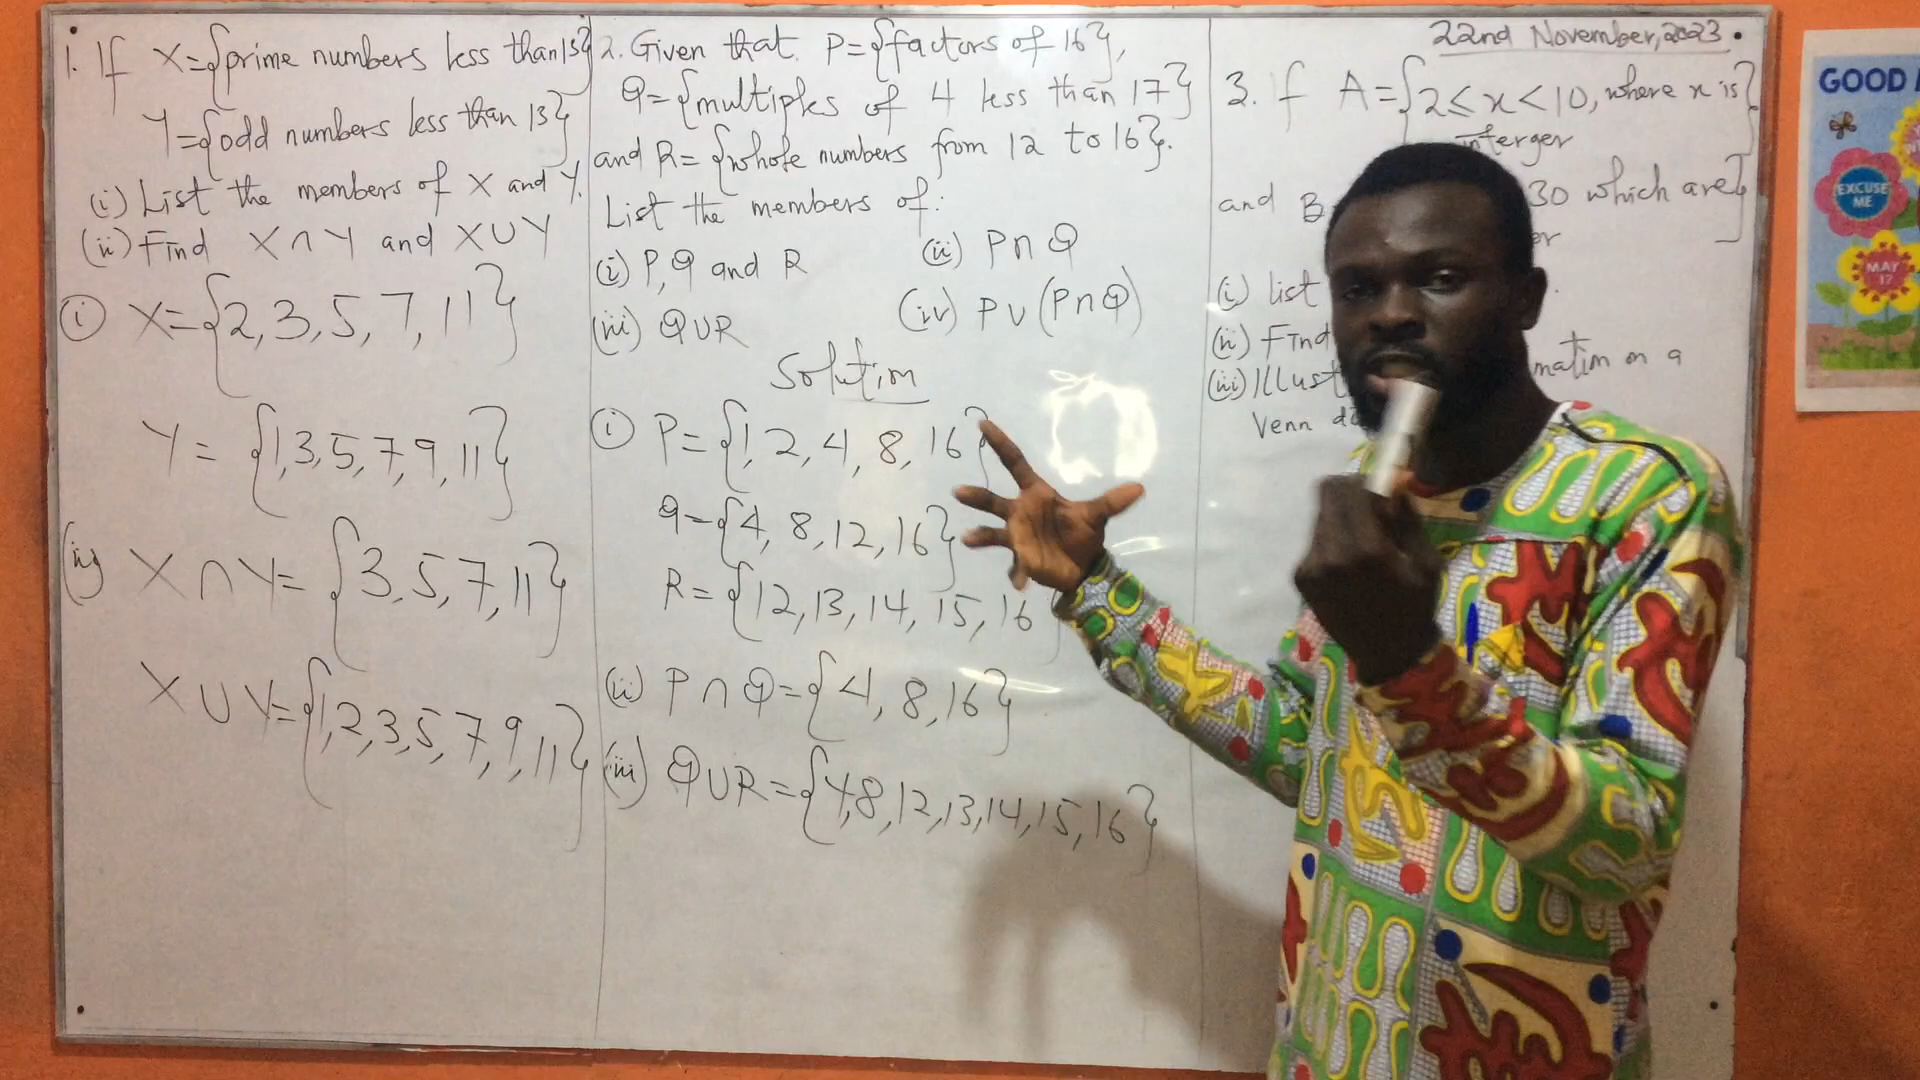 1. If X={prime numbers less than 13}
Y={odd numbers less than 13}
(i) List the members of X and Y.
(ii) Find X∩Y and X∪Y
(i) X={2, 3, 5, 7, 11}
Y = {1,3,5,7,9,11}
(ii) X∩Y= {3,5,7,11}
X∪Y={1,2,3,5,7,9,11}
2. Given that P={factors of 16},
Q={multiples of 4 less than 17}
and R= {whole numbers from 12 to 16}.
List the members of:
(i) P, Q and R (ii) P∩Q
(iii) Q∪R (iv) P∪(P∩Q)
Solution
(i) P={1, 2, 4, 8, 16}
Q={4, 8, 12, 16}
R={12, 13, 14, 15, 16
(ii) P∩Q={4, 8, 16}
(iii) Q∪R={4,8,12,13,14,15,16}
22nd November, 2023.
3. If A={2≤x<10, where x is}
interger
and B 30 which are}
(i) list
(ii) Find
(iii) Illust on a
Venn
GOOD
EXCUSE
ME
MAY
I?